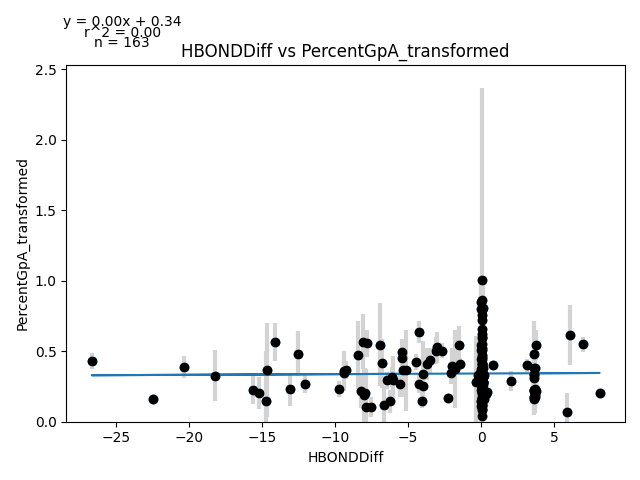 y = 0.00x + 0.34
r^2 = 0.00
n = 163
HBONDDiff vs PercentGpA_transformed
2.5
2.0
1.5
1.0
0.5
0.0
PercentGpA_transformed
−25
−20
−15
−10
−5
0
5
HBONDDiff